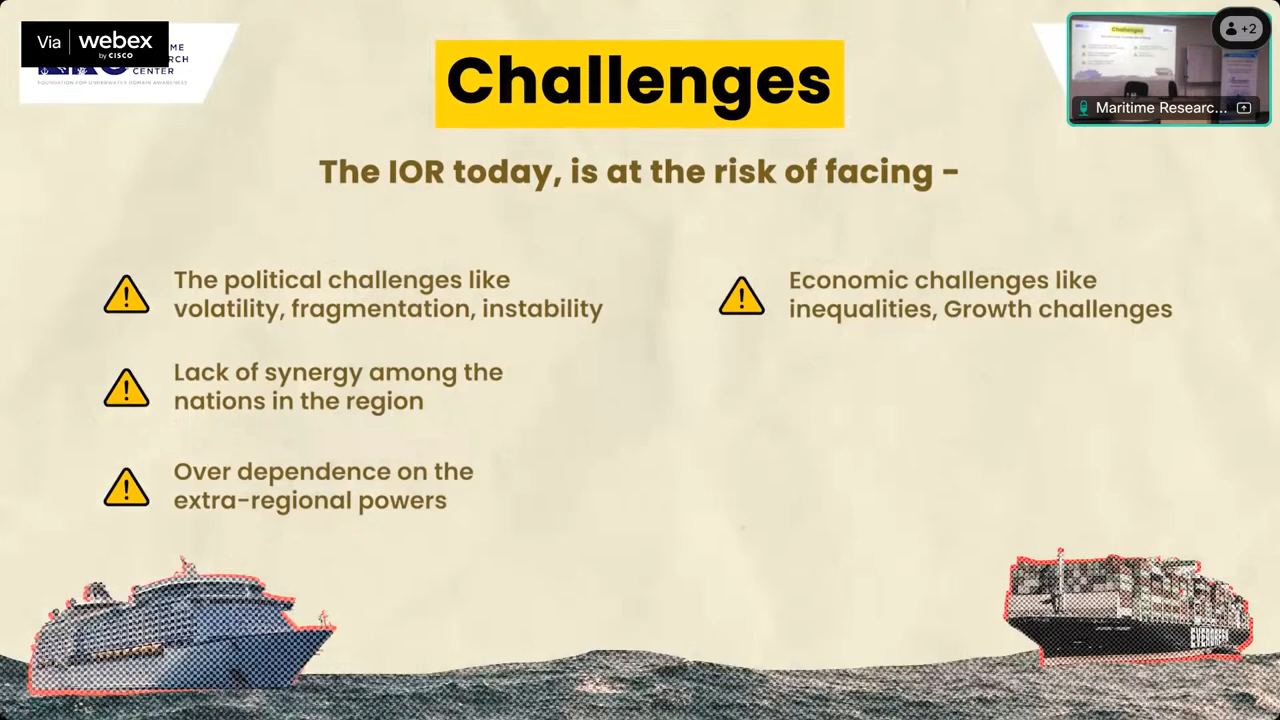 Via webex
by CISCO
ME
RCH
CENTER
FOUNDATION FOR UNDERWATER DOMAIN AWARENESS
Challenges
+2
Challenges
Maritime Researc...
The IOR today, is at the risk of facing -
The political challenges like
volatility, fragmentation, instability
Lack of synergy among the
nations in the region
Over dependence on the
extra-regional powers
Economic challenges like
inequalities, Growth challenges
EVERGREEN